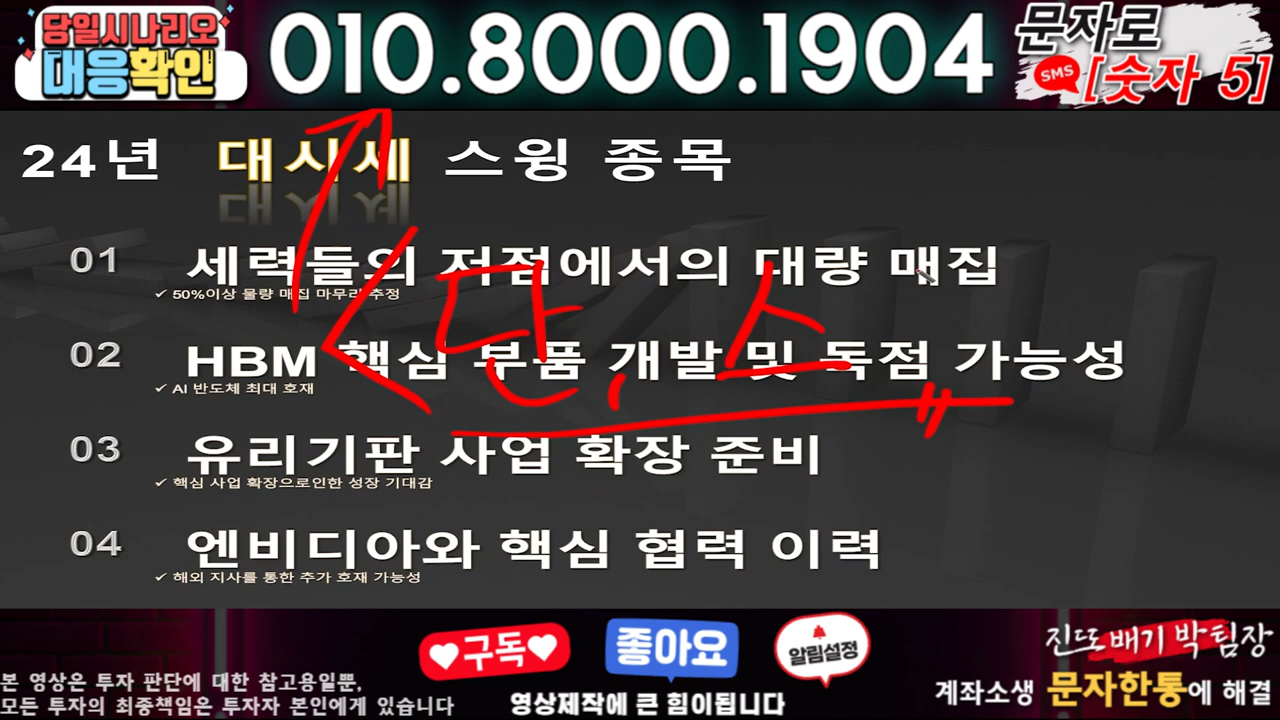 당일시나리오
대응확인
010.8000.1904
문자로
SMS
[숫자 5]
24년 대시세 스윙 종목
01 세력들의 저점에서의 대량 매집
✓ 50%이상 물량 매집 마무리 추정
단, 스
02 HBM 핵심 부품 개발 및 독점 가능성
✓ AI 반도체 최대 호재
03 유리기판 사업 확장 준비
✓ 핵심 사업 확장으로인한 성장 기대감
04 엔비디아와 핵심 협력 이력
✓ 해외 지사를 통한 추가 호재 가능성
구독
좋아요
알림설정
영상제작에 큰 힘이됩니다
본 영상은 투자 판단에 대한 참고용일뿐,
모든 투자의 최종책임은 투자자 본인에게 있습니다
진또배기 박팀장
계좌소생 문자한통에 해결